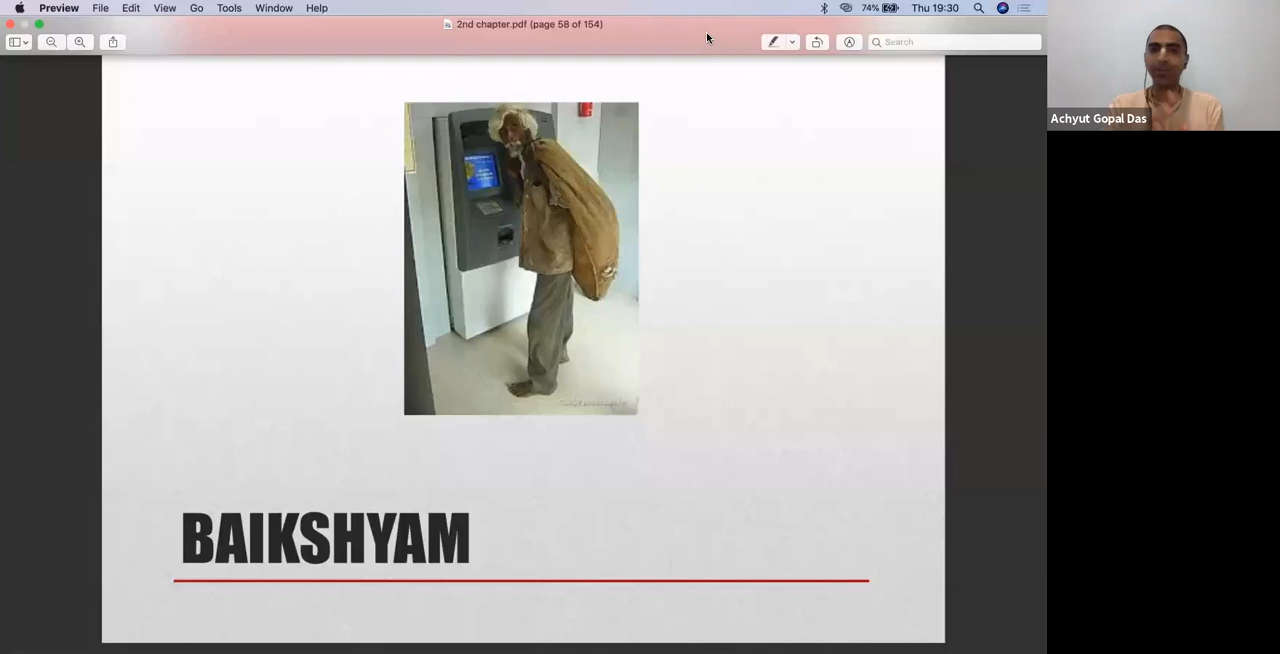 Preview File Edit View Go Tools Window Help
74% Thu 19:30
2nd chapter.pdf (page 58 of 154)
Search
Achyut Gopal Das
BAIKSHYAM